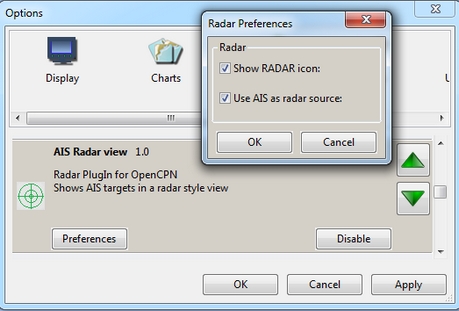 Options
Radar Preferences
Radar
Show RADAR icon:
Use AIS as radar source:
OK
Cancel
Display
Charts
AIS Radar view 1.0
Radar PlugIn for OpenCPN
Shows AIS targets in a radar style view
Preferences
Disable
OK
Cancel
Apply